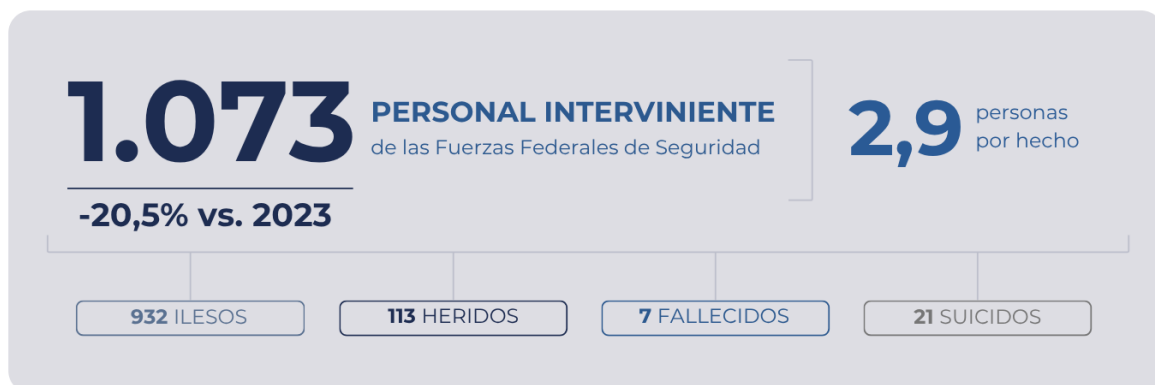 1.073
PERSONAL INTERVINIENTE
de las Fuerzas Federales de Seguridad
-20,5% vs. 2023
2,9
personas
por hecho
932 ILESOS
113 HERIDOS
7 FALLECIDOS
21 SUICIDOS